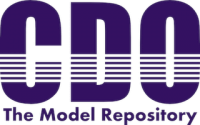 CDO
The Model Repository